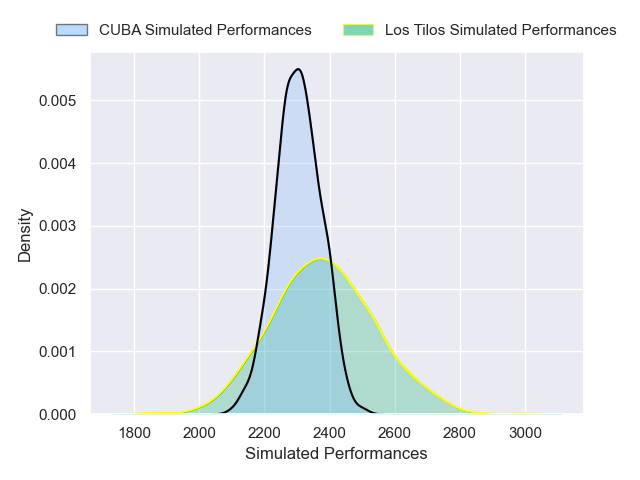 CUBA Simulated Performances
Los Tilos Simulated Performances
Density
0.005
0.004
0.003
0.002
0.001
0.000
1800 2000 2200 2400 2600 2800 3000
Simulated Performances